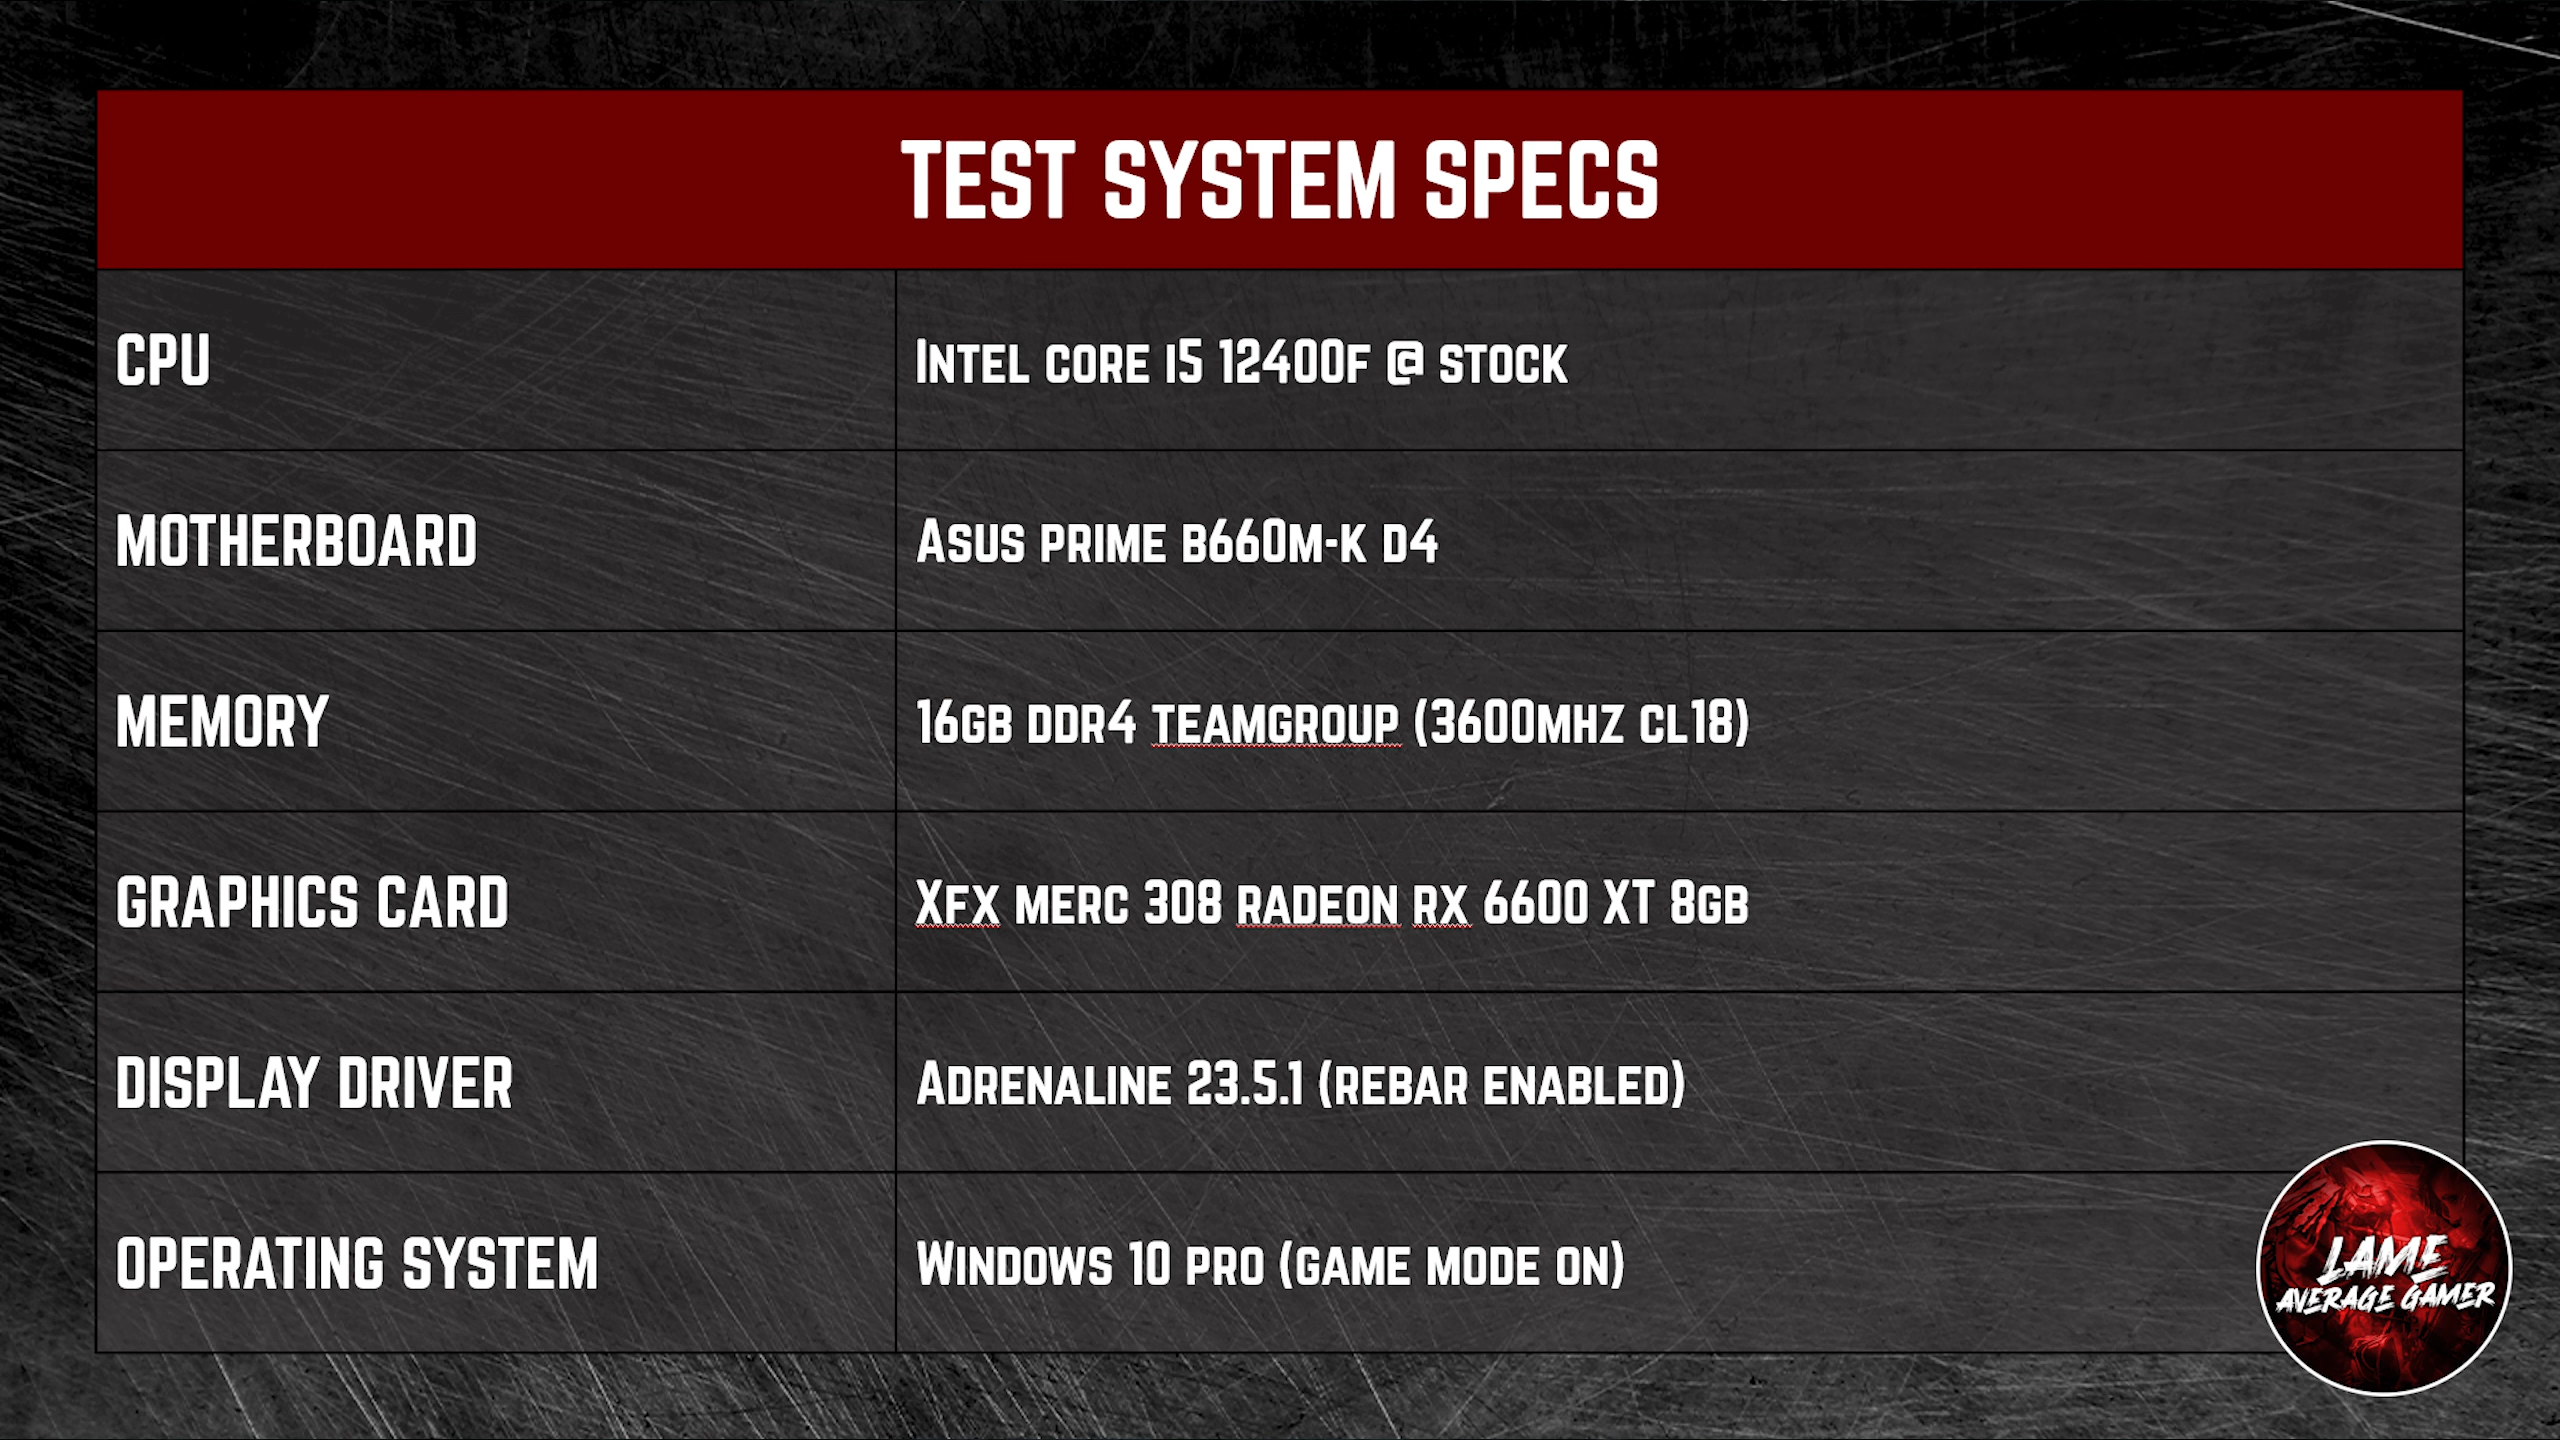 TEST SYSTEM SPECS
CPU
Intel core i5 12400f @ stock
MOTHERBOARD
Asus prime b660m-k d4
MEMORY
16gb ddr4 teamgroup (3600mhz cl18)
GRAPHICS CARD
Xfx merc 308 radeon rx 6600 XT 8gb
DISPLAY DRIVER
Adrenaline 23.5.1 (rebar enabled)
OPERATING SYSTEM
Windows 10 pro (game mode on)
LAME
AVERAGE GAMER